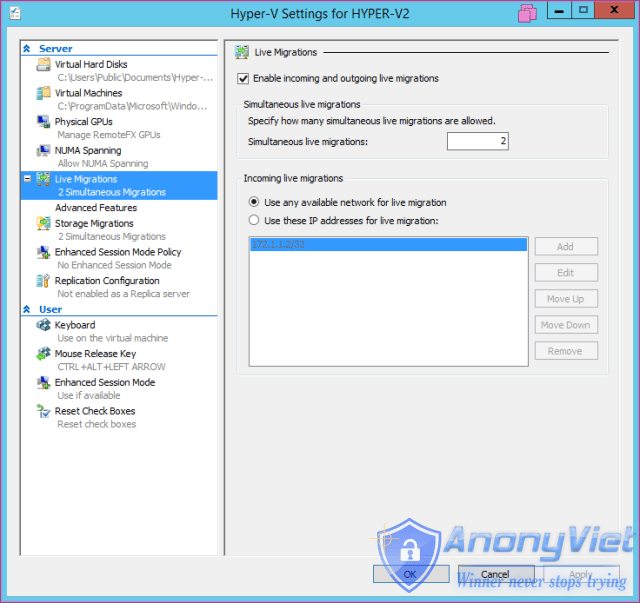 Hyper-V Settings for HYPER-V2
Server
Virtual Hard Disks
C:\Users\Public\Documents\Hyper-...
Virtual Machines
C:\ProgramData\Microsoft\Windo...
Physical GPUs
Manage RemoteFX GPUs
NUMA Spanning
Allow NUMA Spanning
Live Migrations
2 Simultaneous Migrations
Advanced Features
Storage Migrations
2 Simultaneous Migrations
Enhanced Session Mode Policy
No Enhanced Session Mode
Replication Configuration
Not enabled as a Replica server
User
Keyboard
Use on the virtual machine
Mouse Release Key
CTRL+ALT+LEFT ARROW
Enhanced Session Mode
Use if available
Reset Check Boxes
Reset check boxes
Live Migrations
Enable incoming and outgoing live migrations
Simultaneous live migrations
Specify how many simultaneous live migrations are allowed.
Simultaneous live migrations: 2
Incoming live migrations
Use any available network for live migration
Use these IP addresses for live migration:
172.1.1.2/32
Add
Edit
Move Up
Move Down
Remove
AnonyViet
Winner never stops trying
OK Cancel Apply